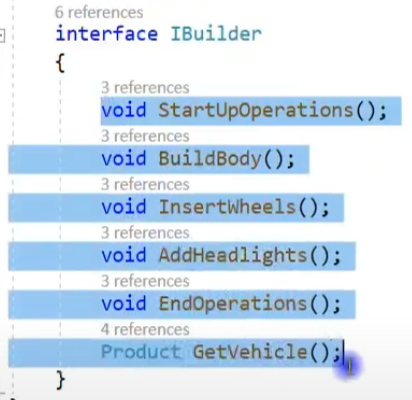 6 references
interface IBuilder
{
3 references
void StartUpOperations();
3 references
void BuildBody();
3 references
void InsertWheels();
3 references
void AddHeadlights();
3 references
void EndOperations();
4 references
Product GetVehicle();
}